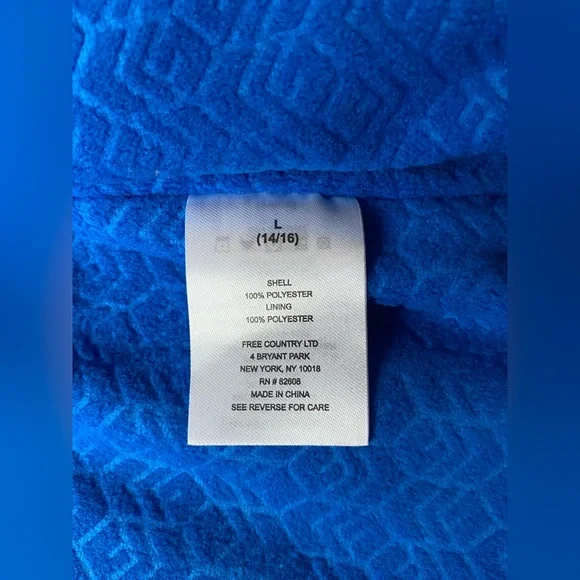 L
(14/16)
SHELL
100% POLYESTER
LINING
100% POLYESTER
FREE COUNTRY LTD
4 BRYANT PARK
NEW YORK, NY 10018
RN # 82608
MADE IN CHINA
SEE REVERSE FOR CARE